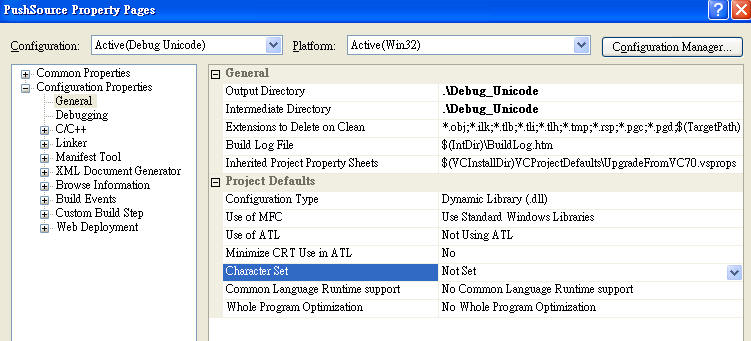 PushSource Property Pages
Configuration: Active(Debug Unicode) Platform: Active(Win32) Configuration Manager...
Common Properties
Configuration Properties
General
Debugging
C/C++
Linker
Manifest Tool
XML Document Generator
Browse Information
Build Events
Custom Build Step
Web Deployment
General
Output Directory .\Debug_Unicode
Intermediate Directory .\Debug_Unicode
Extensions to Delete on Clean *.obj;*.ilk;*.tlb;*.tli;*.tlh;*.tmp;*.rsp;*.pgc;*.pgd;$(TargetPath)
Build Log File $(IntDir)\BuildLog.htm
Inherited Project Property Sheets $(VCInstallDir)VCProjectDefaults\UpgradeFromVC70.vsprops
Project Defaults
Configuration Type Dynamic Library (.dll)
Use of MFC Use Standard Windows Libraries
Use of ATL Not Using ATL
Minimize CRT Use in ATL No
Character Set Not Set
Common Language Runtime support No Common Language Runtime support
Whole Program Optimization No Whole Program Optimization